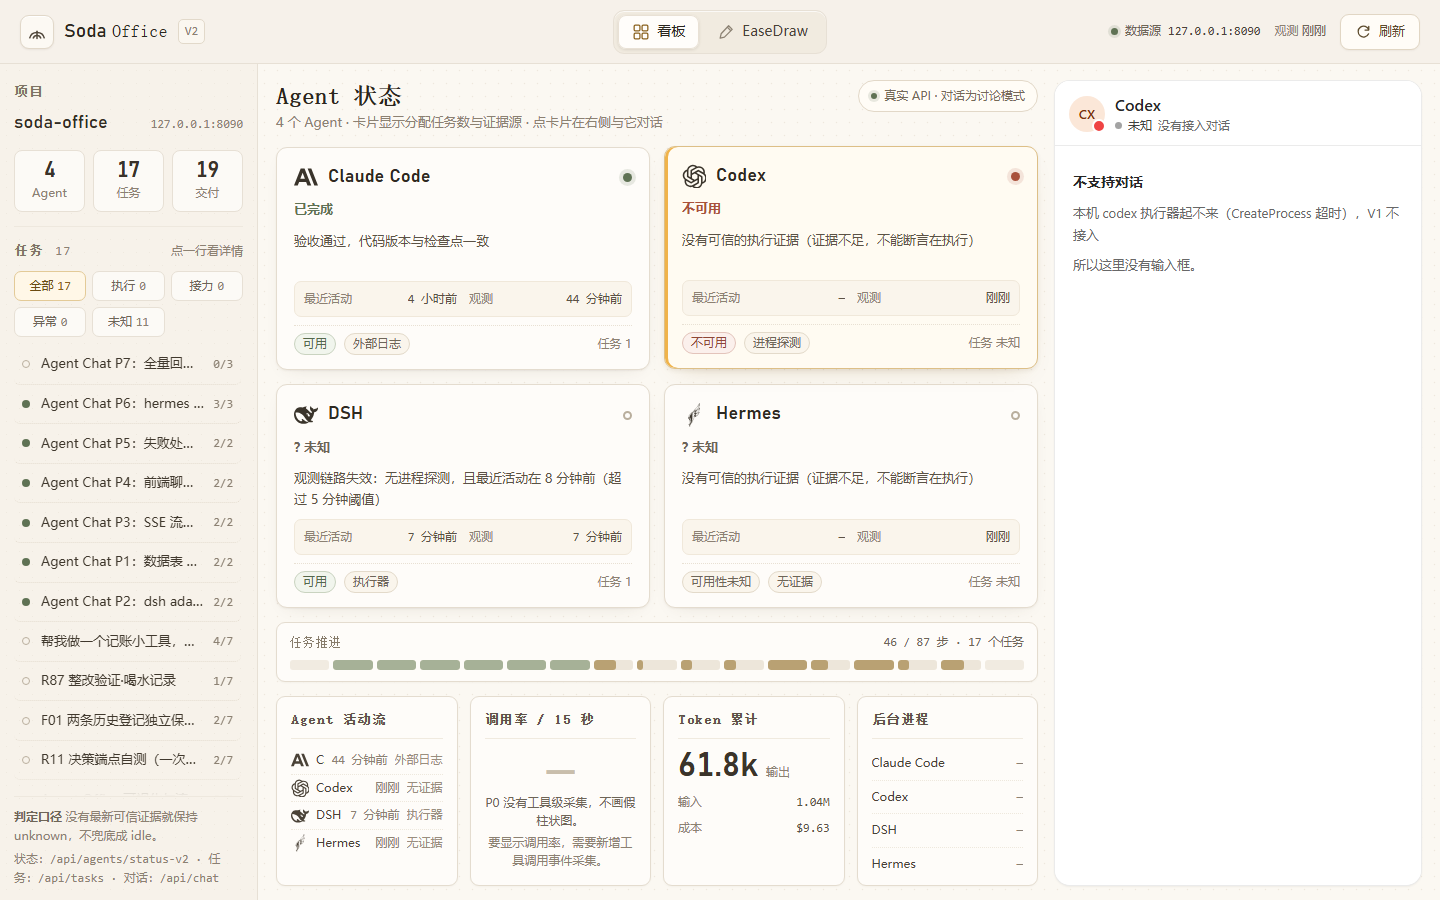 Soda Office V2
看板
EaseDraw
数据源 127.0.0.1:8090 观测 刚刚
刷新
项目
soda-office 127.0.0.1:8090
4 Agent
17 任务
19 交付
任务 17 点一行看详情
全部 17
执行 0
接力 0
异常 0
未知 11
Agent Chat P7：全量回... 0/3
Agent Chat P6：hermes ... 3/3
Agent Chat P5：失败处... 2/2
Agent Chat P4：前端聊... 2/2
Agent Chat P3：SSE 流... 2/2
Agent Chat P1：数据表 ... 2/2
Agent Chat P2：dsh ada... 2/2
帮我做一个记账小工具，... 4/7
R87 整改验证·喝水记录 1/7
F01 两条历史登记独立保... 2/7
R11 决策端点自测（一次... 2/7
判定口径 没有最新可信证据就保持
unknown，不兜底成 idle。
状态：/api/agents/status-v2 · 任
务：/api/tasks · 对话：/api/chat
Agent 状态
4 个 Agent · 卡片显示分配任务数与证据源 · 点卡片在右侧与它对话
真实 API · 对话为讨论模式
Claude Code
已完成
验收通过，代码版本与检查点一致
最近活动 4 小时前 观测 44 分钟前
可用 外部日志 任务 1
Codex
不可用
没有可信的执行证据（证据不足，不能断言在执行）
最近活动 — 观测 刚刚
不可用 进程探测 任务 未知
DSH
? 未知
观测链路失效：无进程探测，且最近活动在 8 分钟前（超
过 5 分钟阈值）
最近活动 7 分钟前 观测 7 分钟前
可用 执行器 任务 1
Hermes
? 未知
没有可信的执行证据（证据不足，不能断言在执行）
最近活动 — 观测 刚刚
可用性未知 无证据 任务 未知
任务推进 46 / 87 步 · 17 个任务
Agent 活动流
C 44 分钟前 外部日志
Codex 刚刚 无证据
DSH 7 分钟前 执行器
Hermes 刚刚 无证据
调用率 / 15 秒
—
P0 没有工具级采集，不画假
柱状图。
要显示调用率，需要新增工
具调用事件采集。
Token 累计
61.8k 输出
输入 1.04M
成本 $9.63
后台进程
Claude Code —
Codex —
DSH —
Hermes —
CX
Codex
未知 没有接入对话
不支持对话
本机 codex 执行器起不来（CreateProcess 超时），V1 不
接入
所以这里没有输入框。